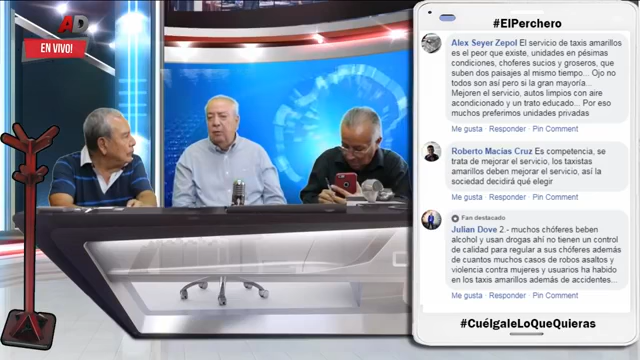 AD
EN VIVO!
#ElPerchero
Alex Seyer Zepol El servicio de taxis amarillos
es el peor que existe, unidades en pésimas
condiciones, choferes sucios y groseros, que
suben dos paisajes al mismo tiempo... Ojo no
todos son así pero si la gran mayoría...
Mejoren el servicio, autos limpios con aire
acondicionado y un trato educado... Por eso
muchos preferimos unidades privadas
Me gusta · Responder · Pin Comment
Roberto Macías Cruz Es competencia, se
trata de mejorar el servicio, los taxistas
amarillos deben mejorar el servicio, así la
sociedad decidirá qué elegir
Me gusta · Responder · Pin Comment
Fan destacado
Julian Dove 2.- muchos chóferes beben
alcohol y usan drogas ahí no tienen un control
de calidad para regular a sus chóferes además
de cuantos muchos casos de robos asaltos y
violencia contra mujeres y usuarios ha habido
en los taxis amarillos además de accidentes...
Me gusta · Responder · Pin Comment
#CuélgaleLoQueQuieras